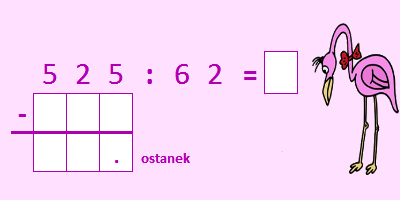 5 2 5 : 6 2 =
-
. ostanek